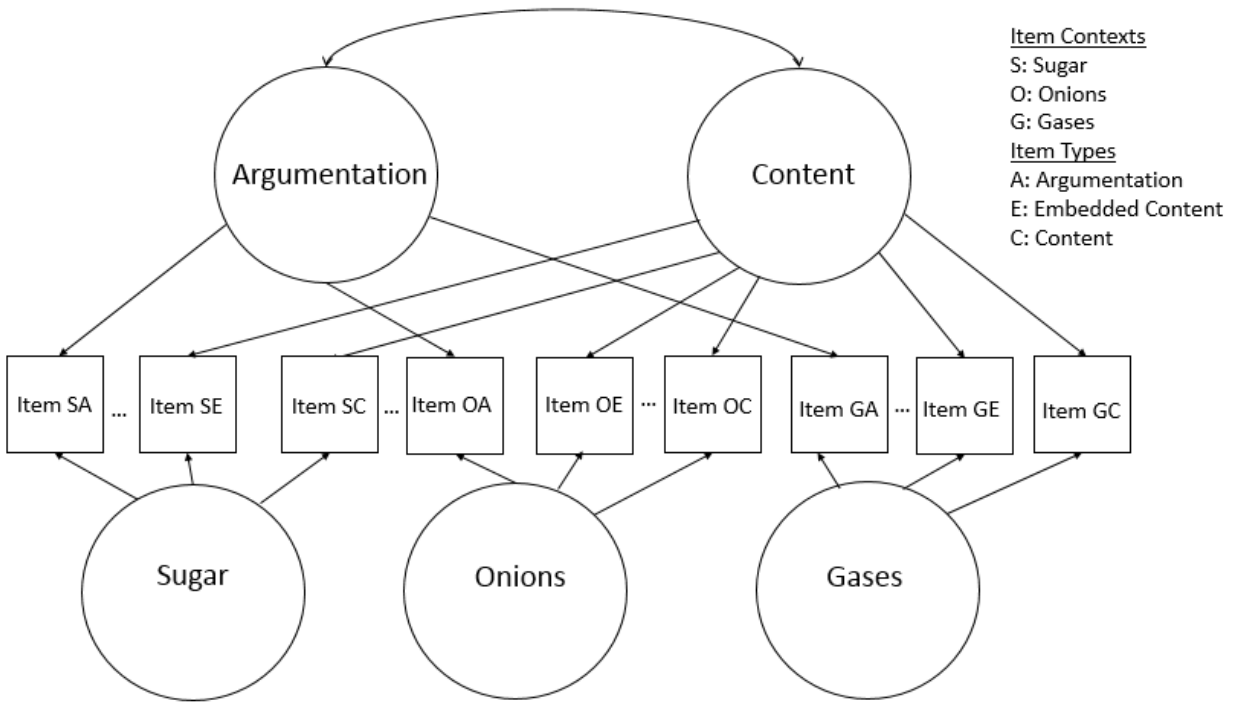 Item Contexts
S: Sugar
O: Onions
G: Gases
Item Types
A: Argumentation
E: Embedded Content
C: Content
Argumentation
Content
Item SA
...
Item SE
Item SC
...
Item OA
Item OE
...
Item OC
Item GA
...
Item GE
Item GC
Sugar
Onions
Gases